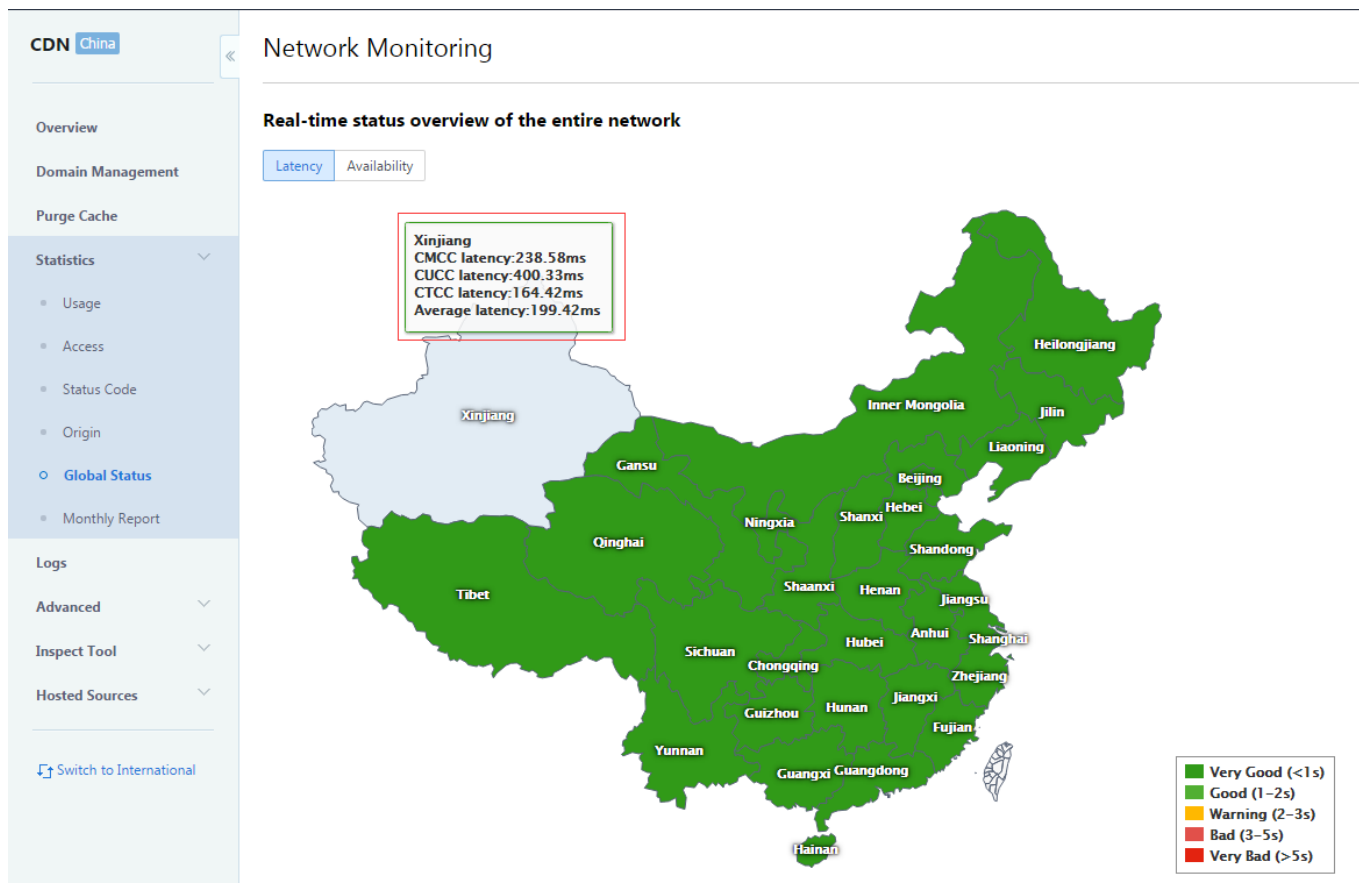 CDN China
«
Network Monitoring
Overview
Domain Management
Purge Cache
Statistics
Usage
Access
Status Code
Origin
Global Status
Monthly Report
Logs
Advanced
Inspect Tool
Hosted Sources
Switch to International
Real-time status overview of the entire network
Latency Availability
Xinjiang
CMCC latency:238.58ms
CUCC latency:400.33ms
CTCC latency:164.42ms
Average latency:199.42ms
Heilongjiang
Inner Mongolia
Jilin
Xinjiang
Liaoning
Gansu
Beijing
Hebei
Ningxia
Shanxi
Qinghai
Shandong
Tibet
Shaanxi
Henan
Jiangsu
Anhui
Shanghai
Hubei
Sichuan
Chongqing
Zhejiang
Jiangxi
Hunan
Guizhou
Fujian
Yunnan
Guangxi
Guangdong
Hainan
Very Good (<1s)
Good (1-2s)
Warning (2-3s)
Bad (3-5s)
Very Bad (>5s)